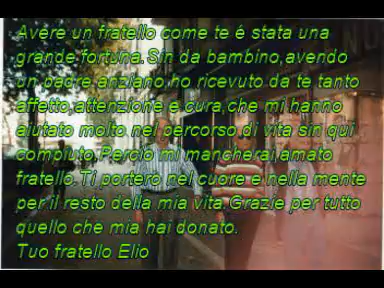 Avere un fratello come te é stata una
grande fortuna.Sin da bambino,avendo
un padre anziano,ho ricevuto da te tanto
affetto,attenzione e cura,che mi hanno
aiutato molto nel percorso di vita sin qui
compiuto.Perciò mi mancherai,amato
fratello.Ti porterò nel cuore e nella mente
per il resto della mia vita.Grazie per tutto
quello che mia hai donato.
Tuo fratello Elio